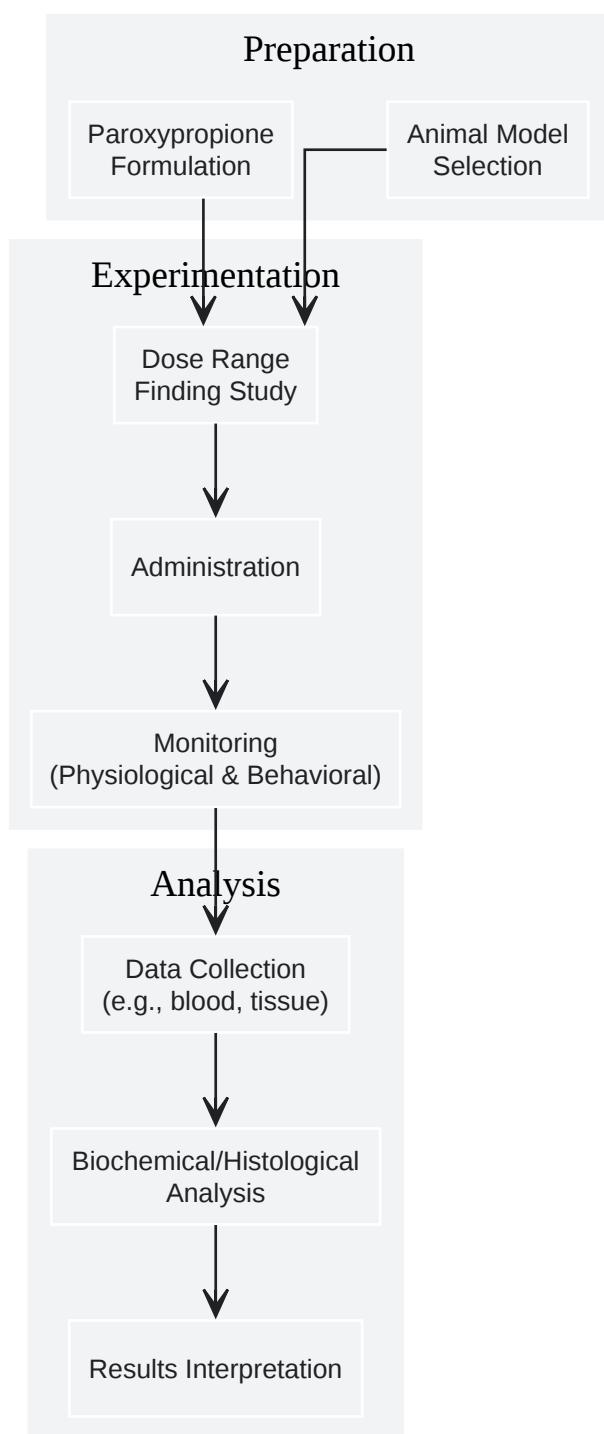 Preparation
Paroxypropione
Formulation
Animal Model
Selection
Experimentation
Dose Range
Finding Study
Administration
Monitoring
(Physiological & Behavioral)
Analysis
Data Collection
(e.g., blood, tissue)
Biochemical/Histological
Analysis
Results Interpretation